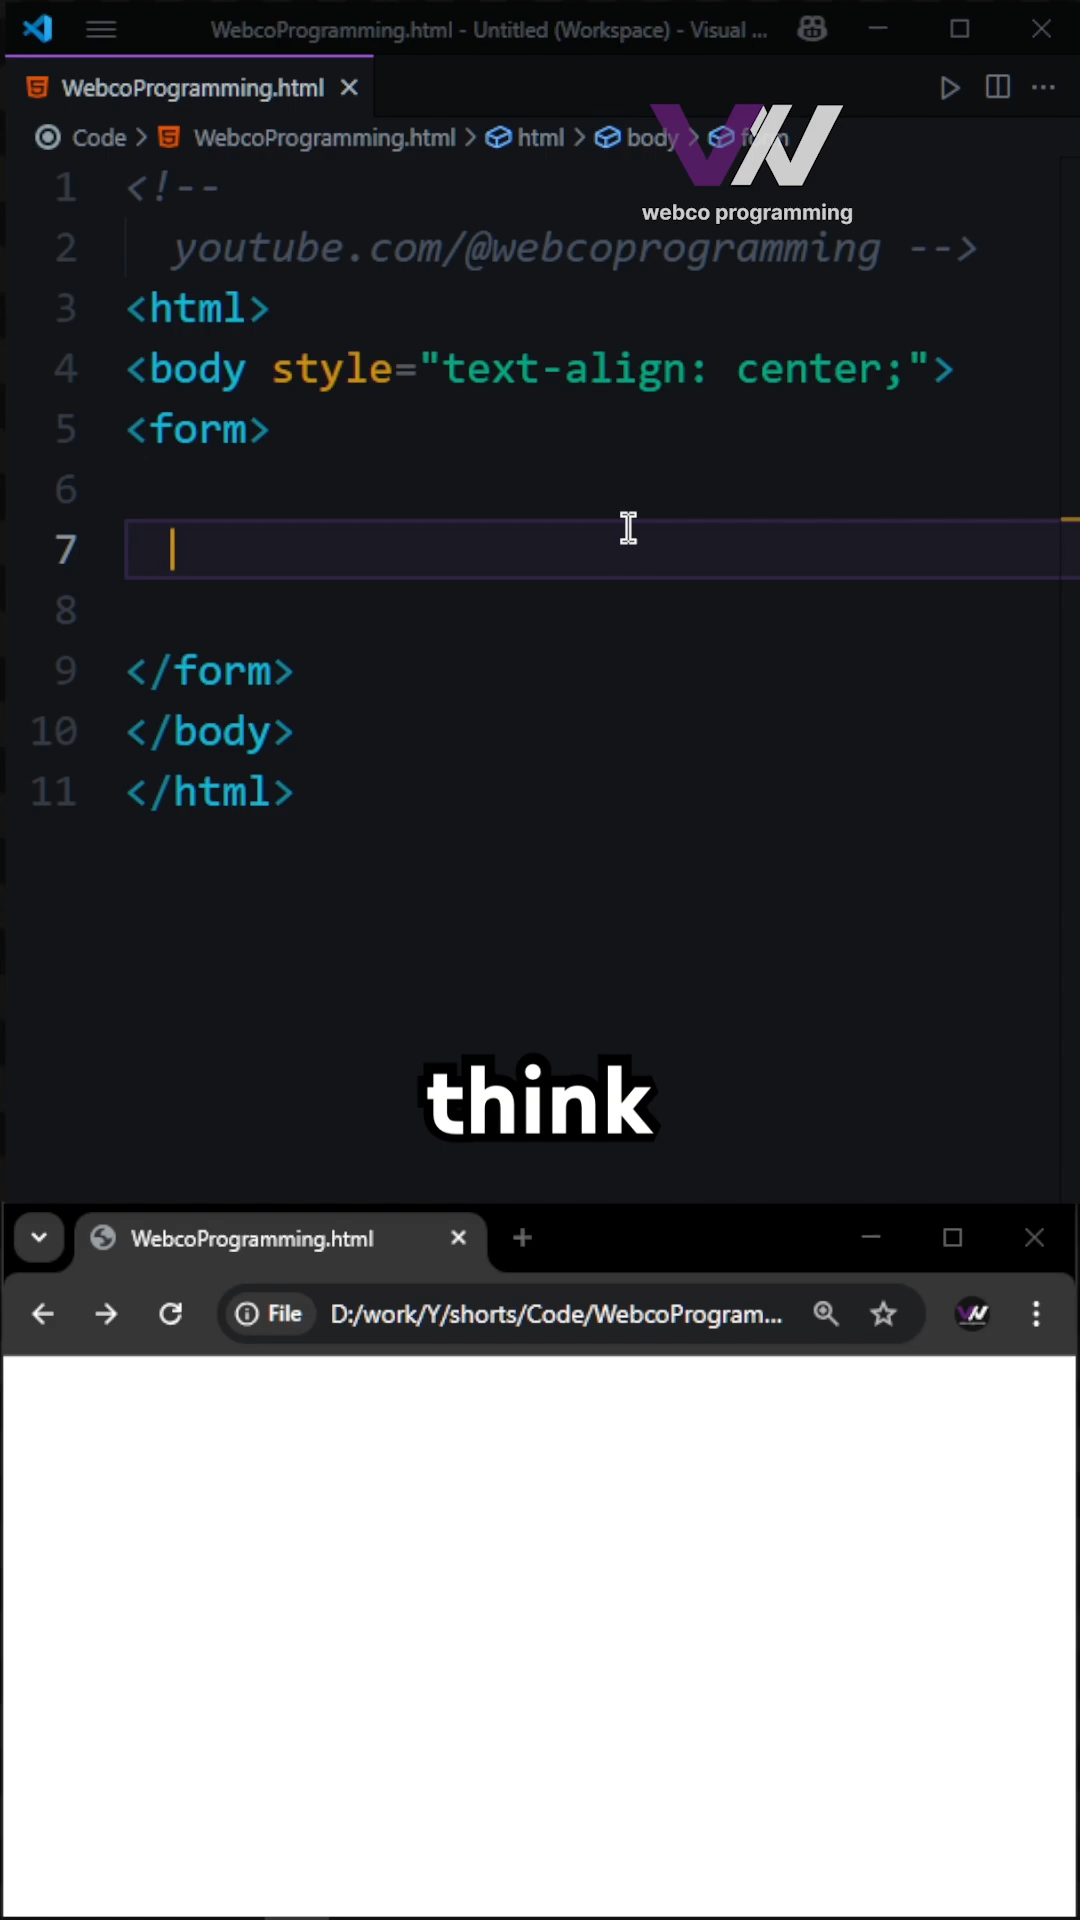 WebcoProgramming.html - Untitled (Workspace) - Visual ...
WebcoProgramming.html
Code > WebcoProgramming.html > html > body > form
webco programming
1 <!--
2 youtube.com/@webcoprogramming -->
3 <html>
4 <body style="text-align: center;">
5 <form>
6
7
8
9 </form>
10 </body>
11 </html>
think
WebcoProgramming.html
File D:/work/Y/shorts/Code/WebcoProgram...